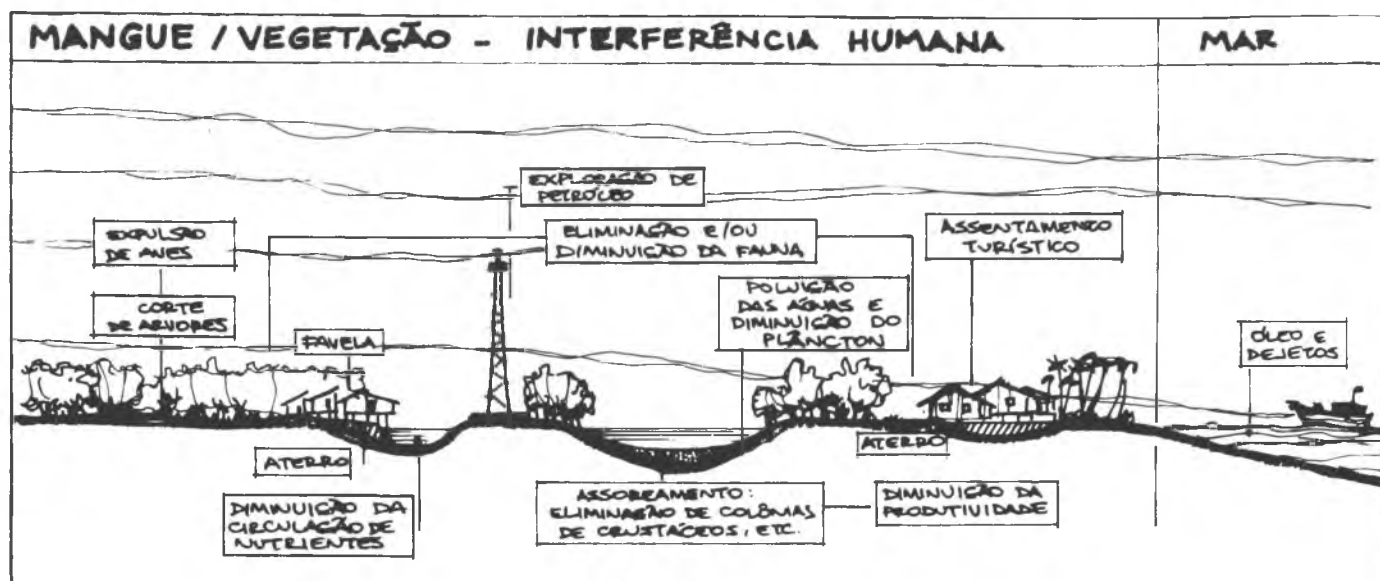 MANGUE / VEGETAÇÃO - INTERFERÊNCIA HUMANA
MAR
EXPLORAÇÃO DE
PETRÓLEO
EXPULSÃO
DE AVES
ELIMINAÇÃO E/OU
DIMINUIÇÃO DA FAUNA
ASSENTAMENTO
TURÍSTICO
CORTE
DE ARVORES
POLUIÇÃO
DAS ÁGUAS E
DIMINUIÇÃO DO
PLÂNCTON
FAVELA
ÓLEO E
DEJETOS
ATERRO
ATERRO
DIMINUIÇÃO DA
CIRCULAÇÃO DE
NUTRIENTES
ASSOREAMENTO:
ELIMINAÇÃO DE COLÔNIAS
DE CRUSTÁCEOS, ETC.
DIMINUIÇÃO DA
PRODUTIVIDADE